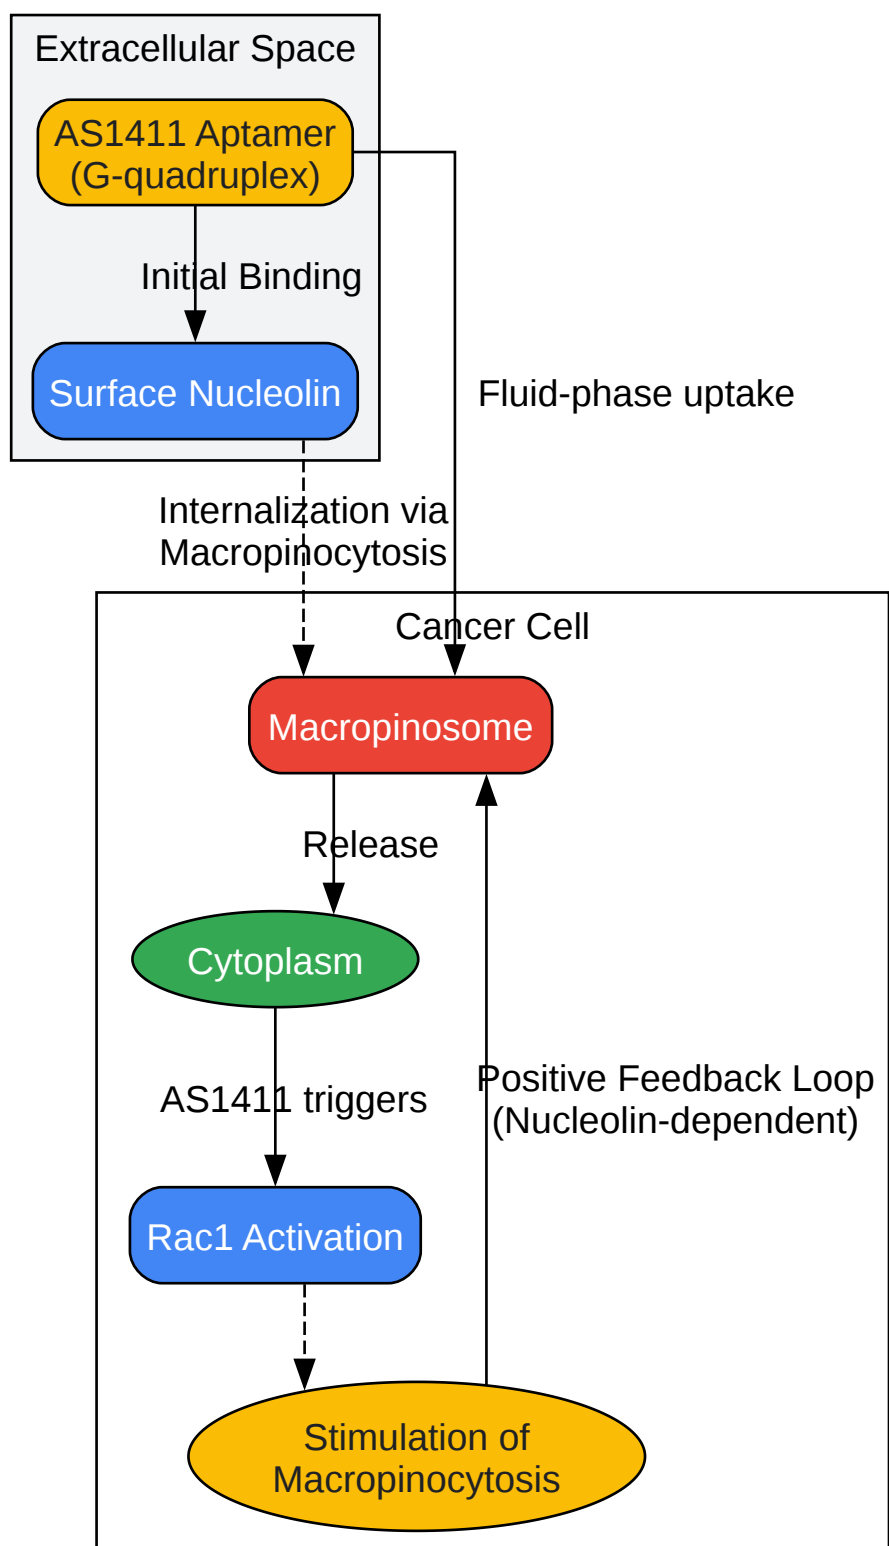 Extracellular Space
AS1411 Aptamer
(G-quadruplex)
Initial Binding
Surface Nucleolin
Fluid-phase uptake
Internalization via
Macropinocytosis
Cancer Cell
Macropinosome
Release
Cytoplasm
AS1411 triggers
Positive Feedback Loop
(Nucleolin-dependent)
Rac1 Activation
Stimulation of
Macropinocytosis